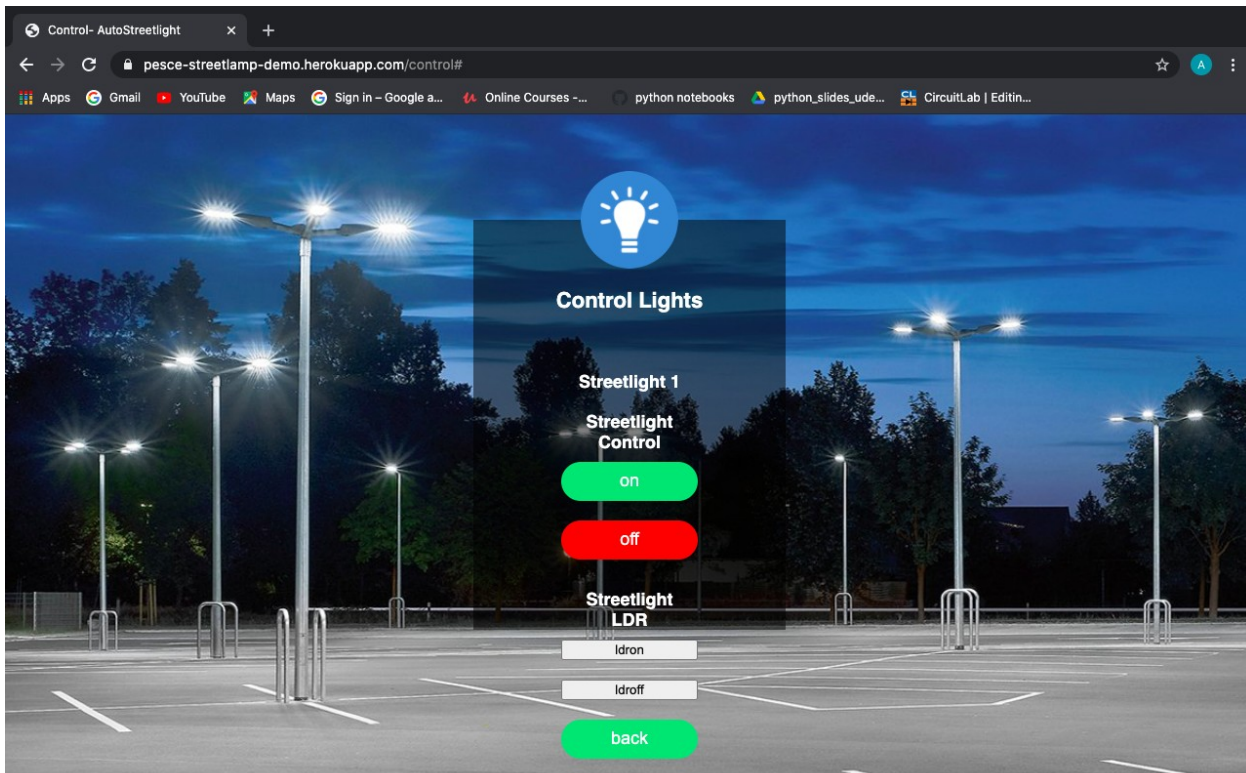 Control- AutoStreetlight
pesce-streetlamp-demo.herokuapp.com/control#
A
Apps Gmail YouTube Maps Sign in – Google a... Online Courses -... python notebooks python_slides_ude... CL CircuitLab | Editin...
Control Lights
Streetlight 1
Streetlight
Control
on
off
Streetlight
LDR
ldron
ldroff
back